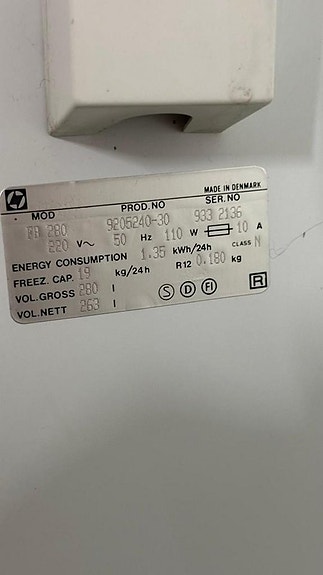 MADE IN DENMARK
MOD PROD.NO SER.NO
FA 280 9205240-30 933 2136
220 V~ 50 Hz 110 W 10 A
ENERGY CONSUMPTION 1.35 kWh/24h CLASS N
FREEZ. CAP. 19 kg/24h R12 0.180 kg
VOL.GROSS 280 l
VOL.NETT 263 l
S D FI R